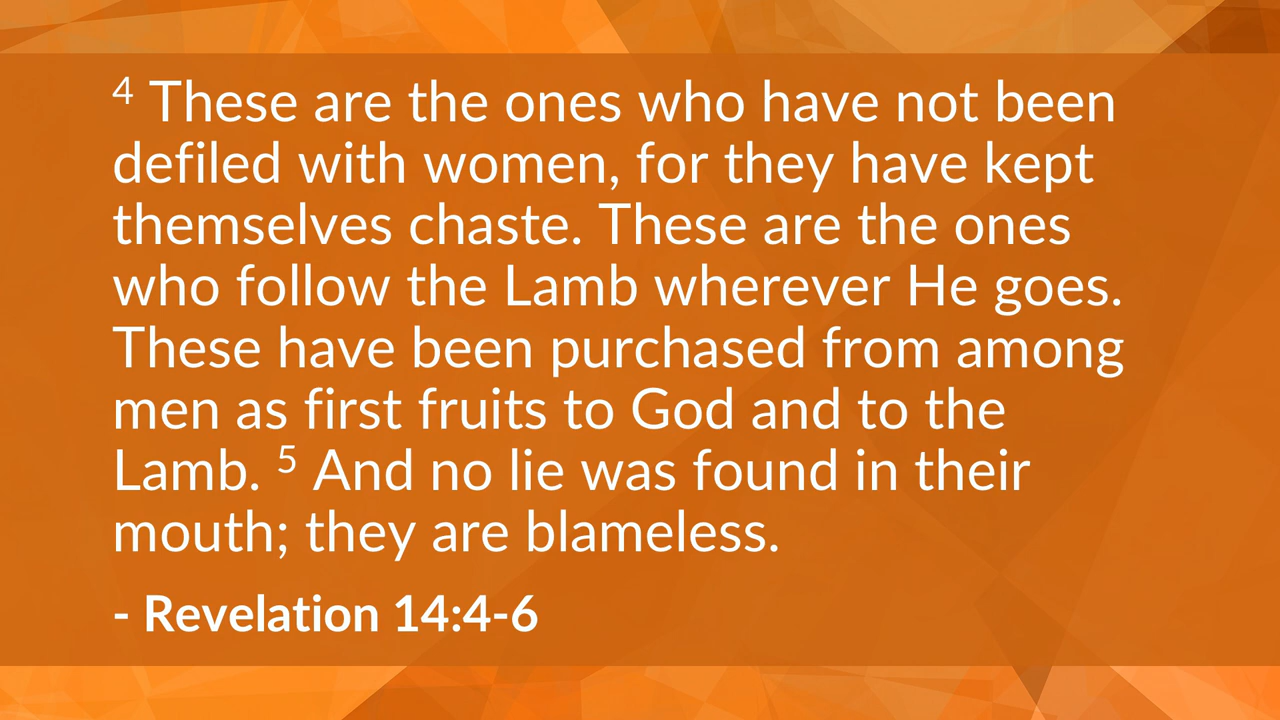 4 These are the ones who have not been
defiled with women, for they have kept
themselves chaste. These are the ones
who follow the Lamb wherever He goes.
These have been purchased from among
men as first fruits to God and to the
Lamb. 5 And no lie was found in their
mouth; they are blameless.
- Revelation 14:4-6